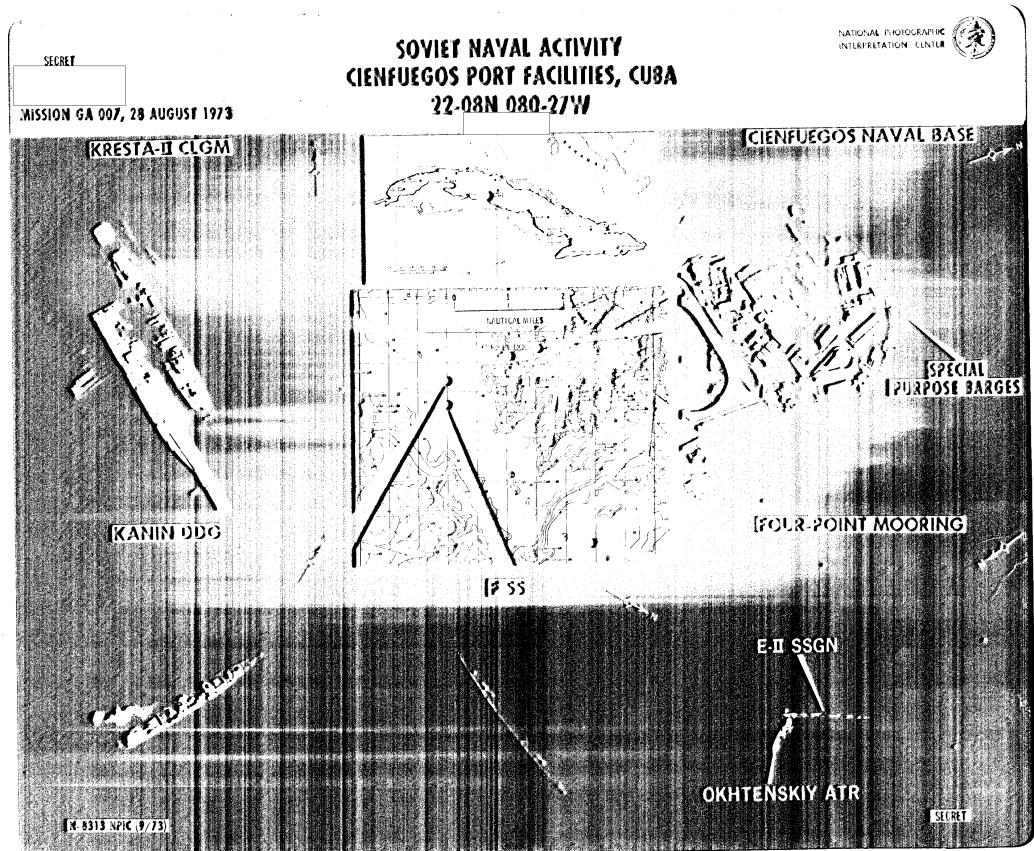 SECRET
MISSION GA 007, 28 AUGUST 1973
SOVIET NAVAL ACTIVITY
CIENFUEGOS PORT FACILITIES, CUBA
22-08N 080-27W
NATIONAL PHOTOGRAPHIC
INTERPRETATION CENTER
KRESTA-II CLGM
CIENFUEGOS NAVAL BASE
NAUTICAL MILES
SPECIAL
PURPOSE BARGES
KANIN DDG
FOUR-POINT MOORING
F SS
E-II SSGN
OKHTENSKIY ATR
N-8313 NPIC (9/73)
SECRET